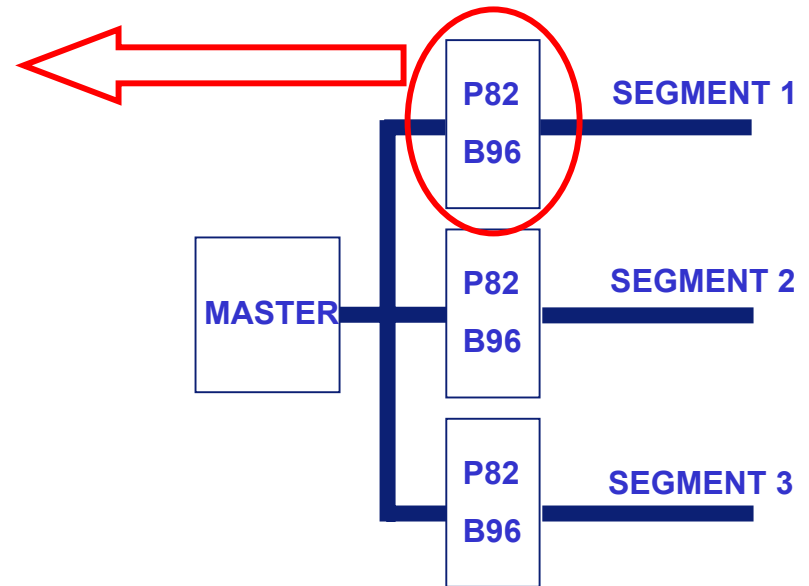 P82
B96
SEGMENT 1
MASTER
P82
B96
SEGMENT 2
P82
B96
SEGMENT 3